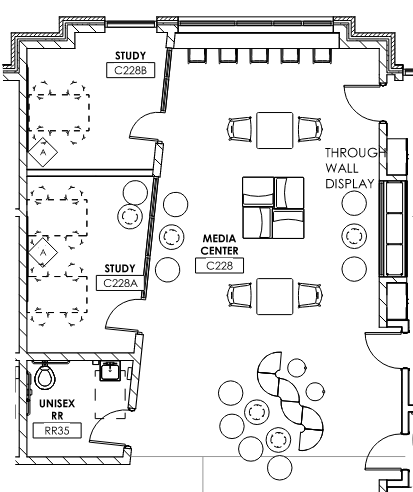 STUDY
C228B
A
THROUGH
WALL
DISPLAY
MEDIA
CENTER
C228
A
STUDY
C228A
UNISEX
RR
RR35